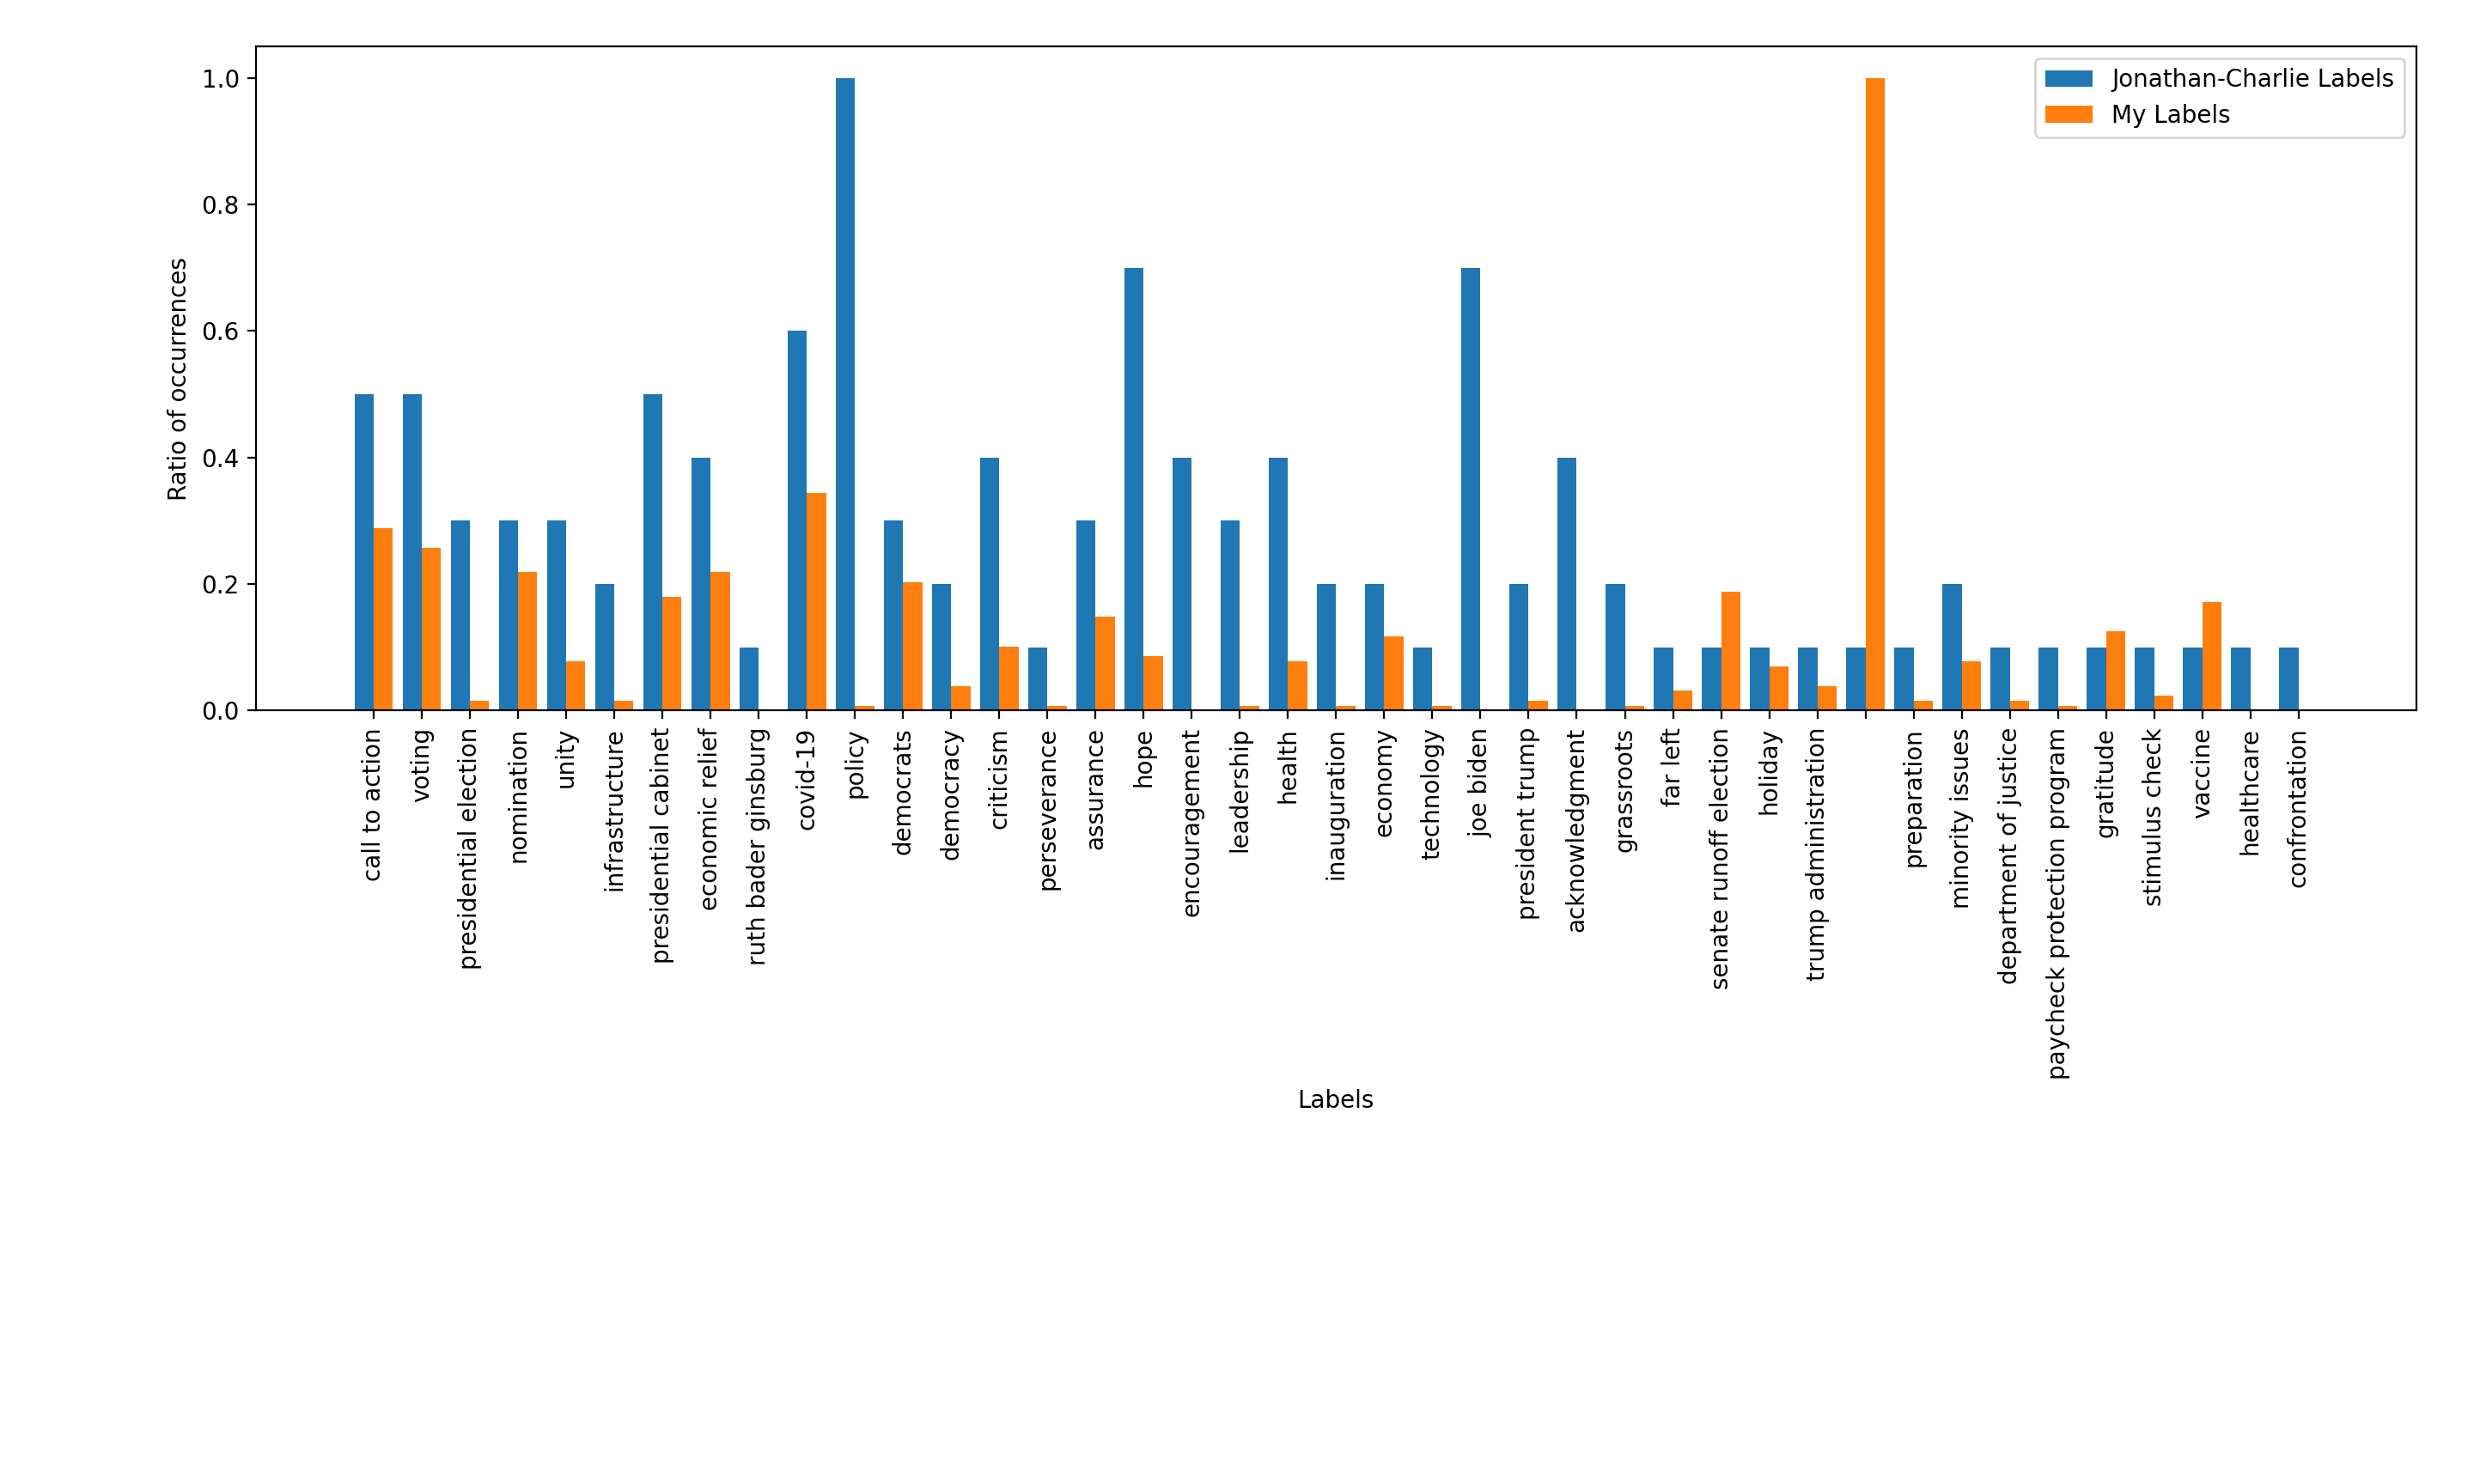 Jonathan-Charlie Labels
My Labels
Ratio of occurrences
1.0
0.8
0.6
0.4
0.2
0.0
call to action
voting
presidential election
nomination
unity
infrastructure
presidential cabinet
economic relief
ruth bader ginsburg
covid-19
policy
democrats
democracy
criticism
perseverance
assurance
hope
encouragement
leadership
health
inauguration
economy
technology
joe biden
president trump
acknowledgment
grassroots
far left
senate runoff election
holiday
trump administration
preparation
minority issues
department of justice
paycheck protection program
gratitude
stimulus check
vaccine
healthcare
confrontation
Labels